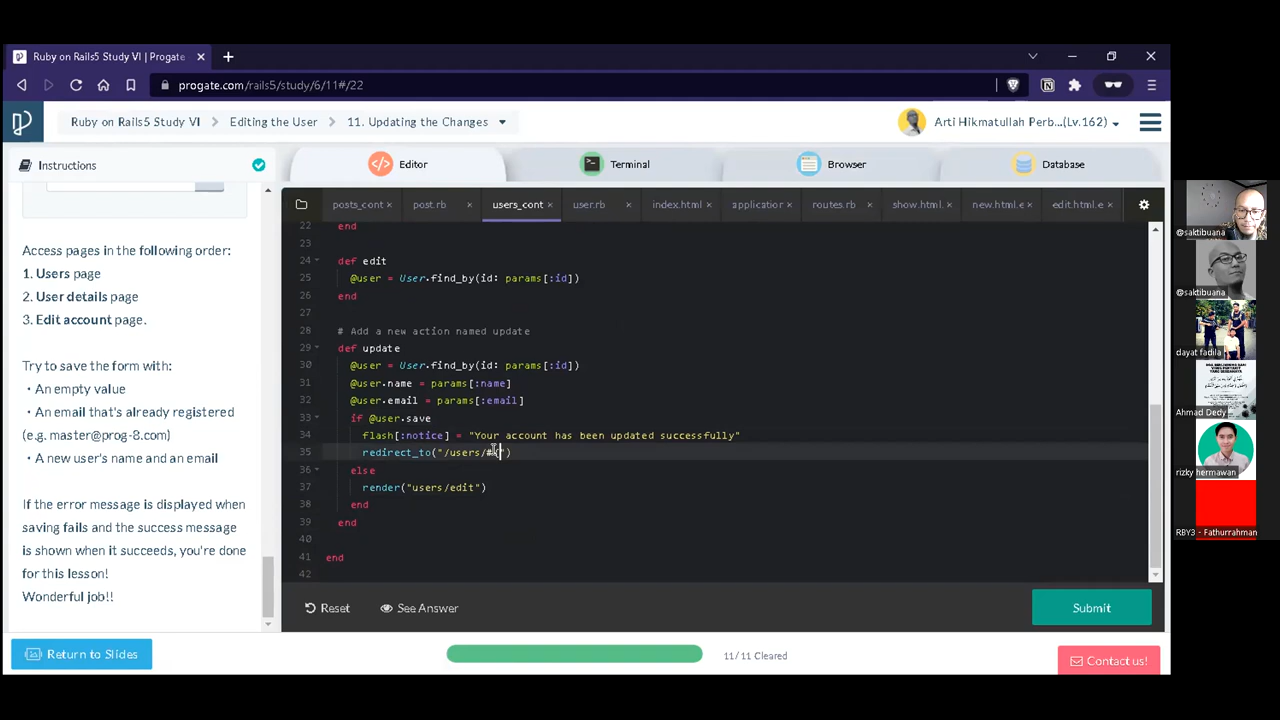 Ruby on Rails5 Study VI | Progate
progate.com/rails5/study/6/11#/22
Ruby on Rails5 Study VI
Editing the User
11. Updating the Changes
Arti Hikmatullah Perb...(Lv.162)
Instructions
Editor
Terminal
Browser
Database
posts_cont
post.rb
users_cont
user.rb
index.html
applicatior
routes.rb
show.html.
new.html.e
edit.html.e
Access pages in the following order:
1. Users page
2. User details page
3. Edit account page.
Try to save the form with:
・An empty value
・An email that's already registered
(e.g. master@prog-8.com)
・A new user's name and an email
If the error message is displayed when
saving fails and the success message
is shown when it succeeds, you're done
for this lesson!
Wonderful job!!
22 end
23
24 def edit
25 @user = User.find_by(id: params[:id])
26 end
27
28 # Add a new action named update
29 def update
30 @user = User.find_by(id: params[:id])
31 @user.name = params[:name]
32 @user.email = params[:email]
33 if @user.save
34 flash[:notice] = "Your account has been updated successfully"
35
36 else
37 render("users/edit")
38 end
39 end
40
41 end
42
Reset
See Answer
Submit
Return to Slides
11/11 Cleared
Contact us!
@saktibuana
@saktibuana
dayat fadila
Ahmad Dedy
rizky hermawan
RBY3 - Fathurrahman